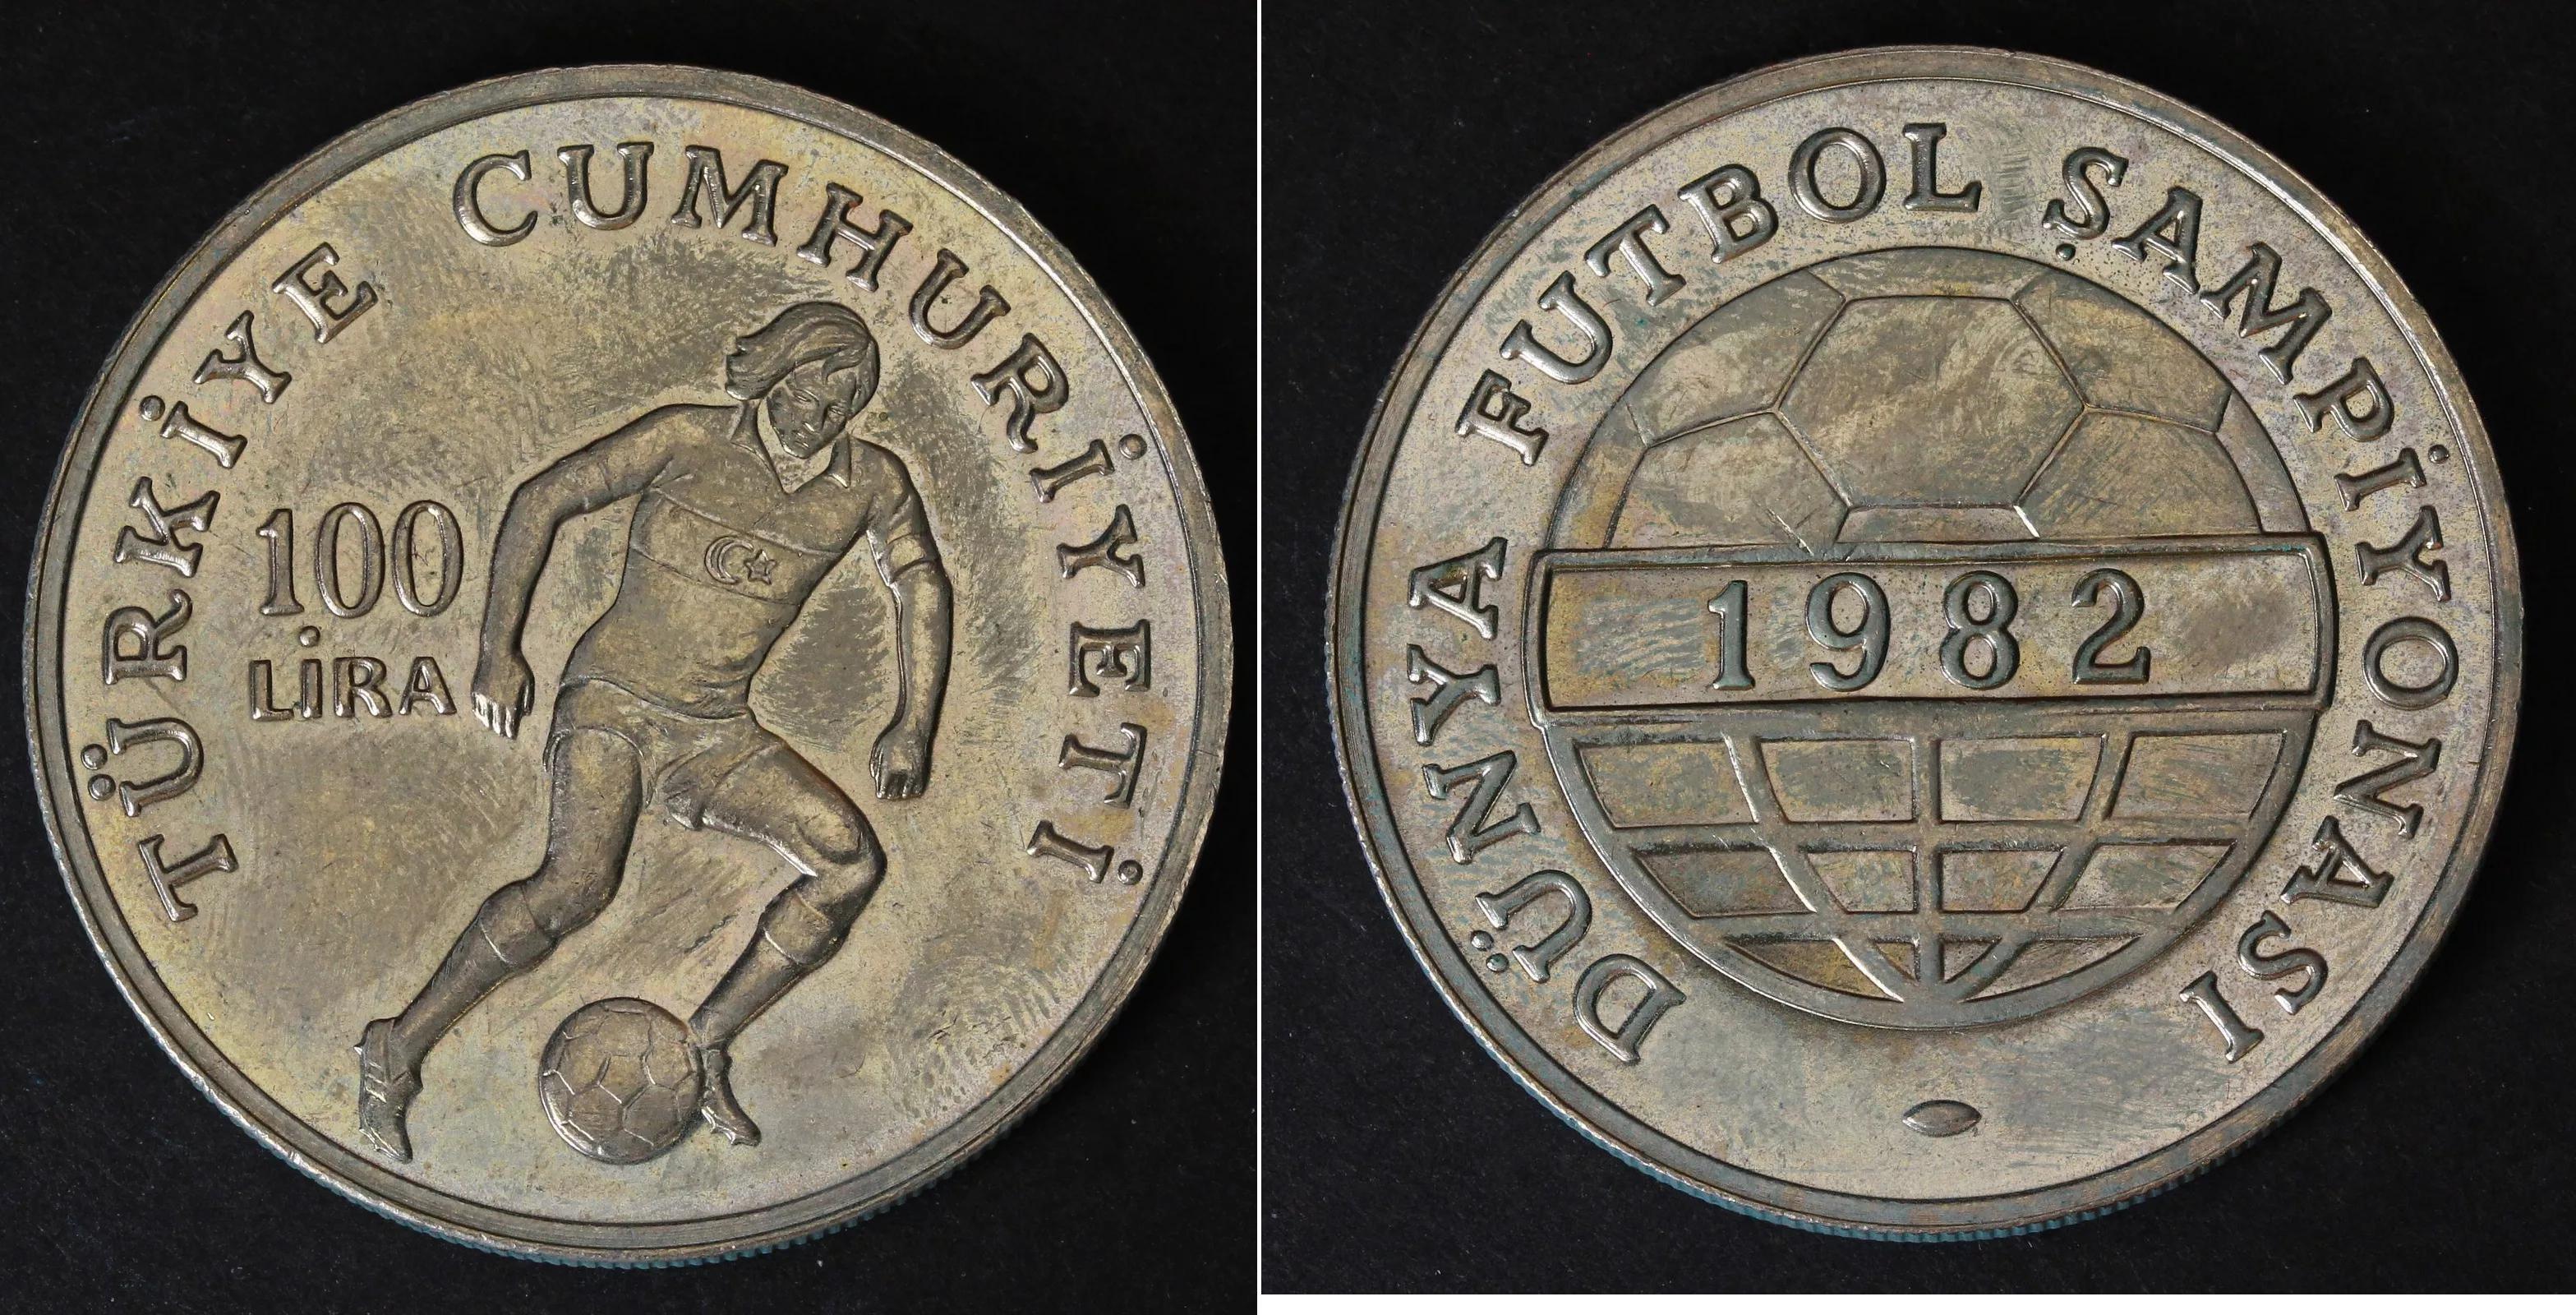 TÜRKİYE CUMHURİYETİ
100
LİRA
DÜNYA FUTBOL ŞAMPİYONASI
1982